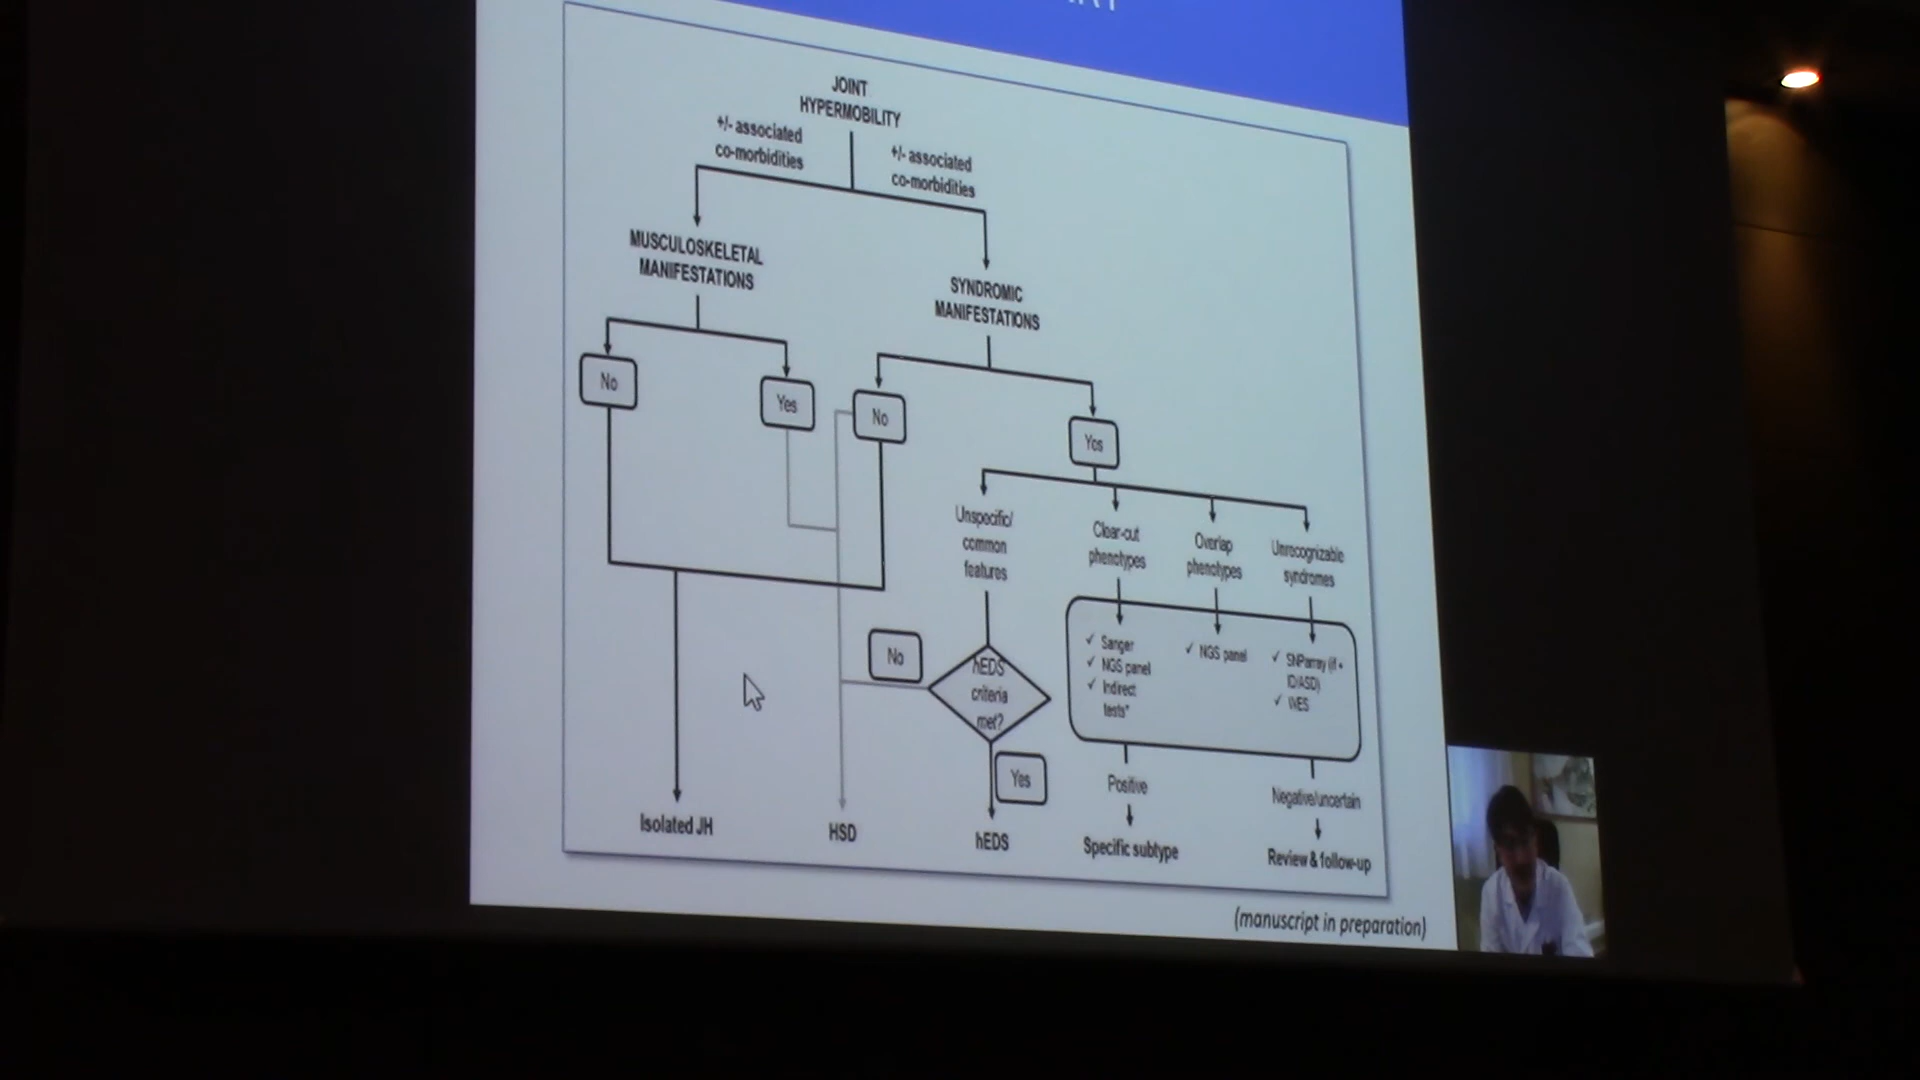 JOINT
HYPERMOBILITY
+/- associated
co-morbidities
+/- associated
co-morbidities
MUSCULOSKELETAL
MANIFESTATIONS
SYNDROMIC
MANIFESTATIONS
No
Yes
No
Yes
Unspecific/
common
features
Clear-cut
phenotypes
Overlap
phenotypes
Unrecognizable
syndromes
No
hEDS
criteria
met?
Yes
✓ Sanger
✓ NGS panel
✓ Indirect
tests*
✓ NGS panel
✓ SNParray (if +
ID/ASD)
✓ WES
Positive
Negative/uncertain
Isolated JH
HSD
hEDS
Specific subtype
Review & follow-up
(manuscript in preparation)